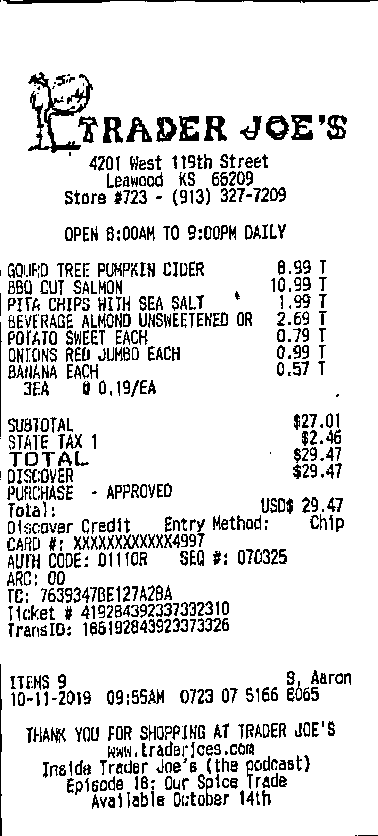 TRADER JOE'S
4201 West 119th Street
Leawood KS 66209
Store #723 - (913) 327-7209
OPEN 8:00AM TO 9:00PM DAILY
GOURD TREE PUMPKIN CIDER 8.99 T
BBQ CUT SALMON 10.99 T
PITA CHIPS WITH SEA SALT 1.99 T
BEVERAGE ALMOND UNSWEETENED OR 2.69 T
POTATO SWEET EACH 0.79 T
ONIONS RED JUMBO EACH 0.99 T
BANANA EACH 0.57 T
3EA @ 0.19/EA
SUBTOTAL $27.01
STATE TAX 1 $2.46
TOTAL $29.47
DISCOVER $29.47
PURCHASE - APPROVED
Total: USD$ 29.47
Discover Credit Entry Method: Chip
CARD #: XXXXXXXXXXXX4997
AUTH CODE: 01110R SEQ #: 070325
ARC: 00
TC: 7639347BE127A2BA
Ticket # 419284392337332310
TransID: 185192843923373326
ITEMS 9 S, Aaron
10-11-2019 09:55AM 0723 07 5166 6065
THANK YOU FOR SHOPPING AT TRADER JOE'S
www.traderjoes.com
Inside Trader Joe's (the podcast)
Episode 18: Our Spice Trade
Available October 14th